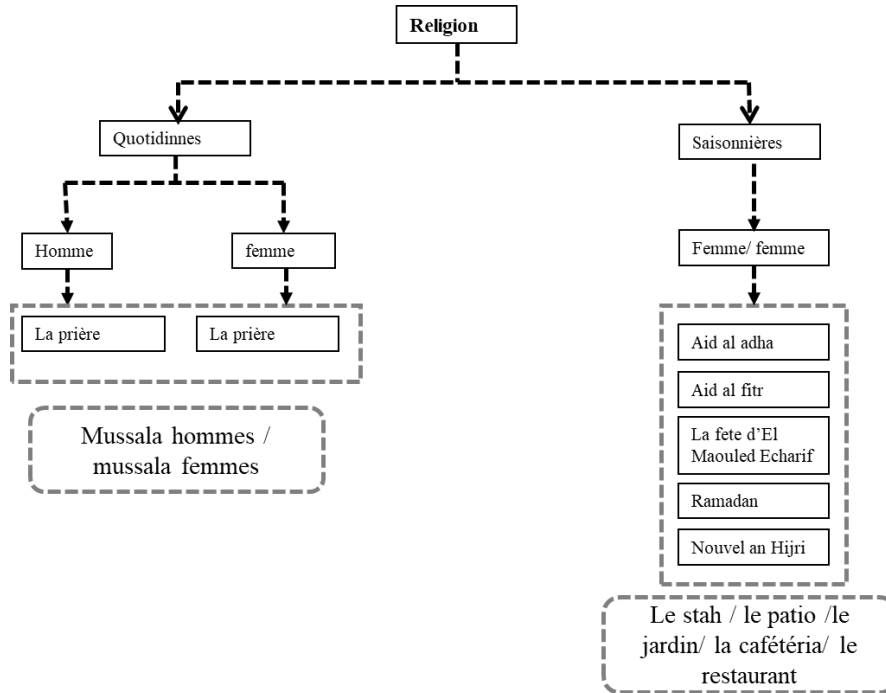 Religion
Quotidinnes
Saisonnières
Homme
femme
Femme/ femme
La prière
La prière
Mussala hommes /
mussala femmes
Aid al adha
Aid al fitr
La fete d’El
Maouled Echarif
Ramadan
Nouvel an Hijri
Le stah / le patio /le
jardin/ la cafétéria/ le
restaurant